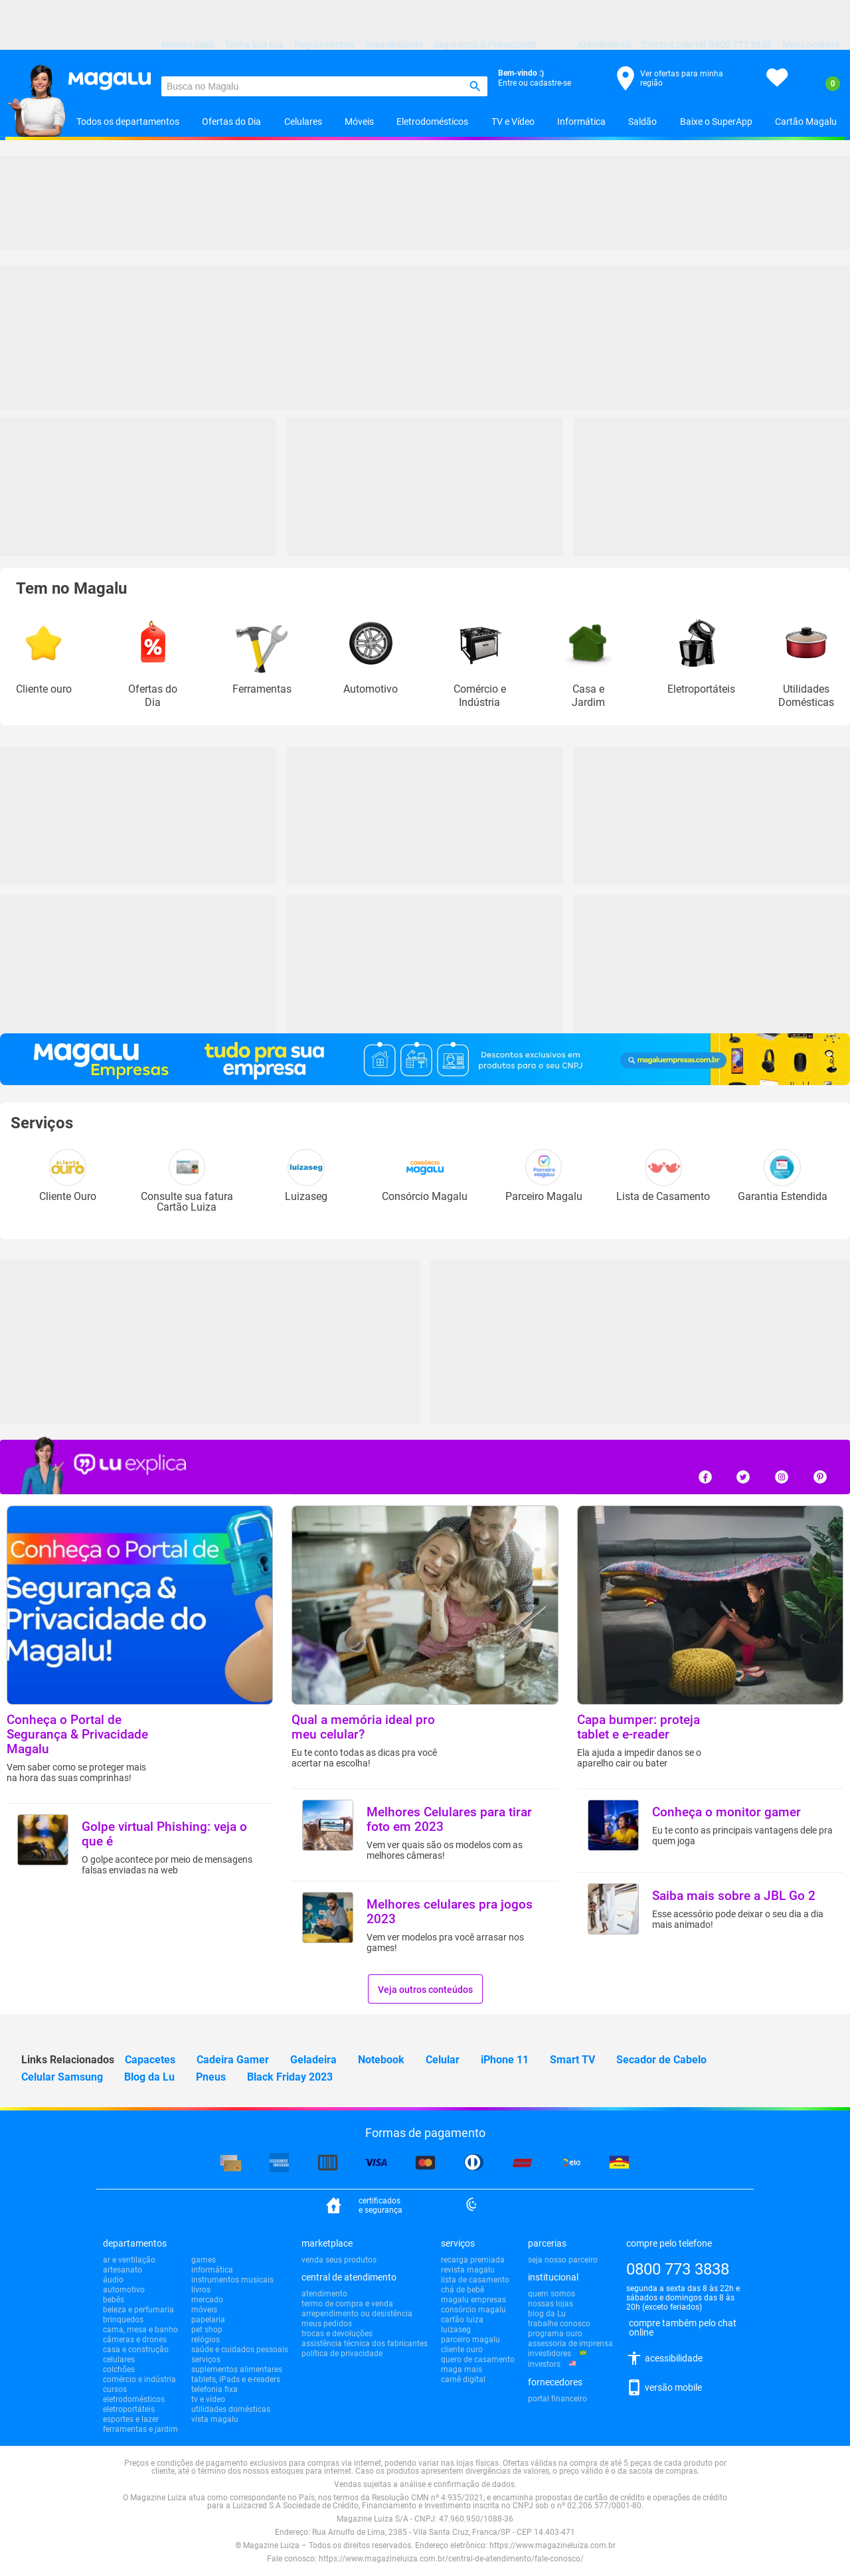 Nossas lojas Tenha sua loja Regulamentos Acessibilidade Segurança & Privacidade Atendimento Compre pelo tel 0800 773 3838 Meus pedidos
Magalu
Busca no Magalu
Bem-vindo :)
Entre ou cadastre-se
Ver ofertas para minha
região
0
Todos os departamentos Ofertas do Dia Celulares Móveis Eletrodomésticos TV e Vídeo Informática Saldão Baixe o SuperApp Cartão Magalu
Tem no Magalu
Cliente ouro
Ofertas do
Dia
Ferramentas
Automotivo
Comércio e
Indústria
Casa e
Jardim
Eletroportáteis
Utilidades
Domésticas
MAGALU
Empresas
tudo pra sua
empresa
Descontos exclusivos em
produtos para o seu CNPJ
magaluempresas.com.br
Serviços
cliente
ouro
Cliente Ouro
Consulte sua fatura
Cartão Luiza
luizaseg
Luizaseg
CONSÓRCIO
MAGALU
Consórcio Magalu
Parceiro
Magalu
Parceiro Magalu
Lista de Casamento
Garantia Estendida
LU explica
Conheça o Portal de
Segurança &
Privacidade do
Magalu!
Conheça o Portal de
Segurança & Privacidade
Magalu
Vem saber como se proteger mais
na hora das suas comprinhas!
Golpe virtual Phishing: veja o
que é
O golpe acontece por meio de mensagens
falsas enviadas na web
Qual a memória ideal pro
meu celular?
Eu te conto todas as dicas pra você
acertar na escolha!
Melhores Celulares para tirar
foto em 2023
Vem ver quais são os modelos com as
melhores câmeras!
Melhores celulares pra jogos
2023
Vem ver modelos pra você arrasar nos
games!
Capa bumper: proteja
tablet e e-reader
Ela ajuda a impedir danos se o
aparelho cair ou bater
Conheça o monitor gamer
Eu te conto as principais vantagens dele pra
quem joga
Saiba mais sobre a JBL Go 2
Esse acessório pode deixar o seu dia a dia
mais animado!
Veja outros conteúdos
Links Relacionados Capacetes Cadeira Gamer Geladeira Notebook Celular iPhone 11 Smart TV Secador de Cabelo
Celular Samsung Blog da Lu Pneus Black Friday 2023
Formas de pagamento
VISA
elo
certificados
e segurança
departamentos
ar e ventilação
artesanato
áudio
automotivo
bebês
beleza e perfumaria
brinquedos
cama, mesa e banho
câmeras e drones
casa e construção
celulares
colchões
comércio e indústria
cursos
eletrodomésticos
eletroportáteis
esportes e lazer
ferramentas e jardim
games
informática
instrumentos musicais
livros
mercado
móveis
papelaria
pet shop
relógios
saúde e cuidados pessoais
serviços
suplementos alimentares
tablets, iPads e e-readers
telefonia fixa
tv e vídeo
utilidades domésticas
vista magalu
marketplace
venda seus produtos
central de atendimento
atendimento
termo de compra e venda
arrependimento ou desistência
meus pedidos
trocas e devoluções
assistência técnica dos fabricantes
política de privacidade
serviços
recarga premiada
revista magalu
lista de casamento
chá de bebê
magalu empresas
consórcio magalu
cartão luiza
luizaseg
parceiro magalu
cliente ouro
quero de casamento
maga mais
carnê digital
parcerias
seja nosso parceiro
institucional
quem somos
nossas lojas
blog da Lu
trabalhe conosco
programa ouro
assessoria de imprensa
investidores
investors
fornecedores
portal financeiro
compre pelo telefone
0800 773 3838
segunda a sexta das 8 às 22h e
sábados e domingos das 8 às
20h (exceto feriados)
compre também pelo chat
online
acessibilidade
versão mobile
Preços e condições de pagamento exclusivos para compras via internet, podendo variar nas lojas físicas. Ofertas válidas na compra de até 5 peças de cada produto por
cliente, até o término dos nossos estoques para internet. Caso os produtos apresentem divergências de valores, o preço válido é o da sacola de compras.
Vendas sujeitas a análise e confirmação de dados.
O Magazine Luiza atua como correspondente no País, nos termos da Resolução CMN nº 4.935/2021, e encaminha propostas de cartão de crédito e operações de crédito
para a Luizacred S.A Sociedade de Crédito, Financiamento e Investimento inscrita no CNPJ sob o nº 02.206.577/0001-80.
Magazine Luiza S/A - CNPJ: 47.960.950/1088-36
Endereço: Rua Arnulfo de Lima, 2385 - Vila Santa Cruz, Franca/SP - CEP 14.403-471
® Magazine Luiza – Todos os direitos reservados. Endereço eletrônico: https://www.magazineluiza.com.br
Fale conosco: https://www.magazineluiza.com.br/central-de-atendimento/fale-conosco/